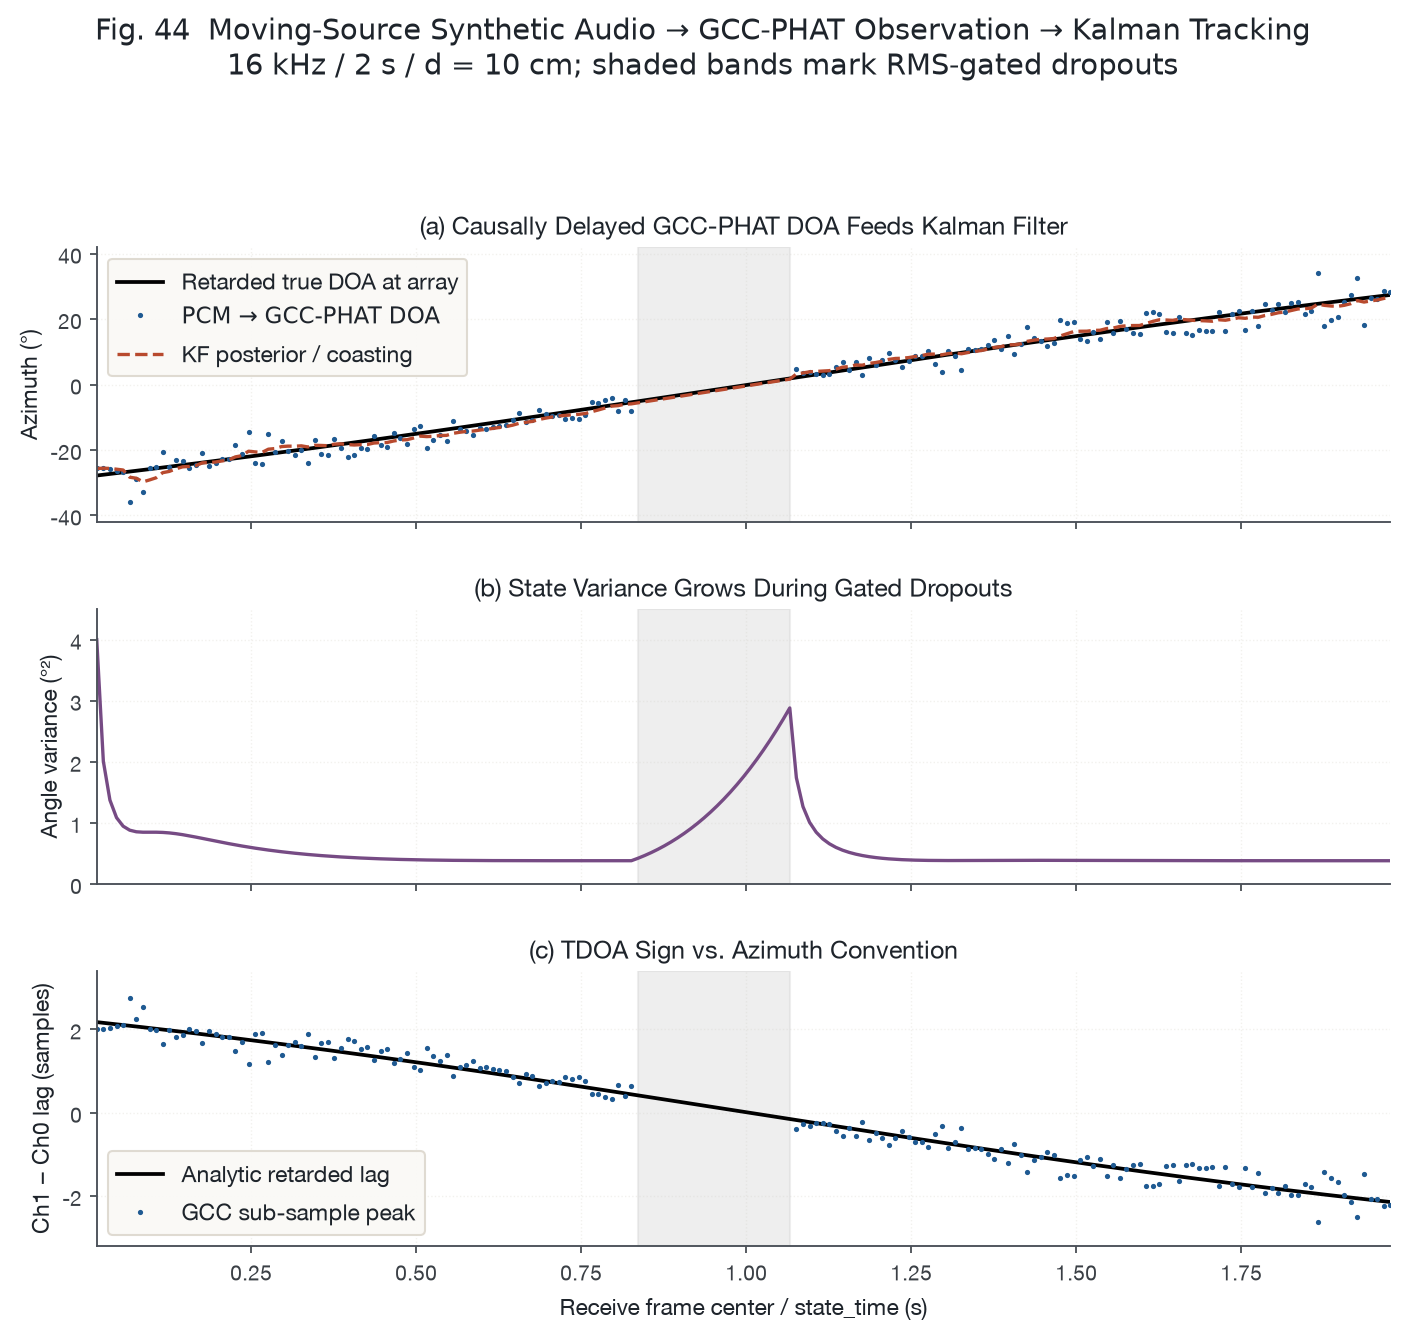 Fig. 44  Moving-Source Synthetic Audio → GCC-PHAT Observation → Kalman Tracking
16 kHz / 2 s / d = 10 cm; shaded bands mark RMS-gated dropouts
(a) Causally Delayed GCC-PHAT DOA Feeds Kalman Filter
Azimuth (°)
40
20
0
-20
-40
Retarded true DOA at array
PCM → GCC-PHAT DOA
KF posterior / coasting
(b) State Variance Grows During Gated Dropouts
Angle variance (°²)
4
3
2
1
0
(c) TDOA Sign vs. Azimuth Convention
Ch1 − Ch0 lag (samples)
2
0
-2
Analytic retarded lag
GCC sub-sample peak
0.25 0.50 0.75 1.00 1.25 1.50 1.75
Receive frame center / state_time (s)